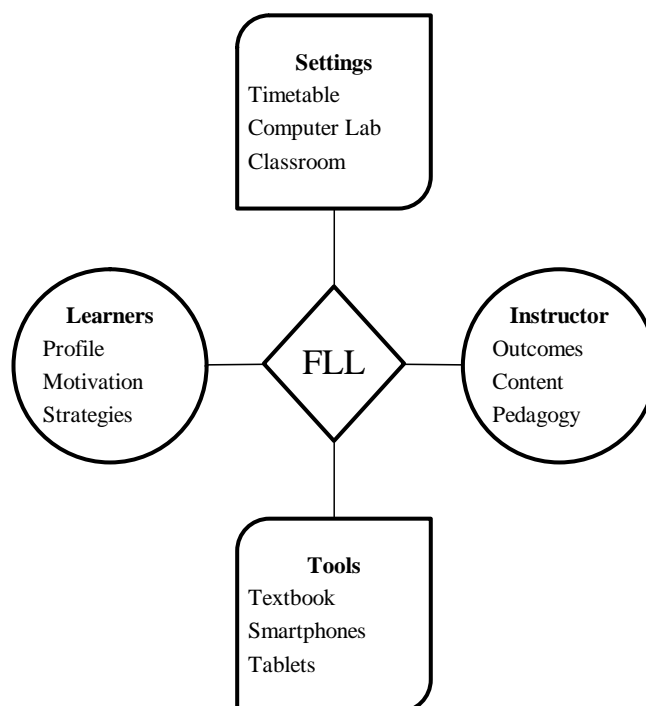 Settings
Timetable
Computer Lab
Classroom
Learners
Profile
Motivation
Strategies
FLL
Instructor
Outcomes
Content
Pedagogy
Tools
Textbook
Smartphones
Tablets